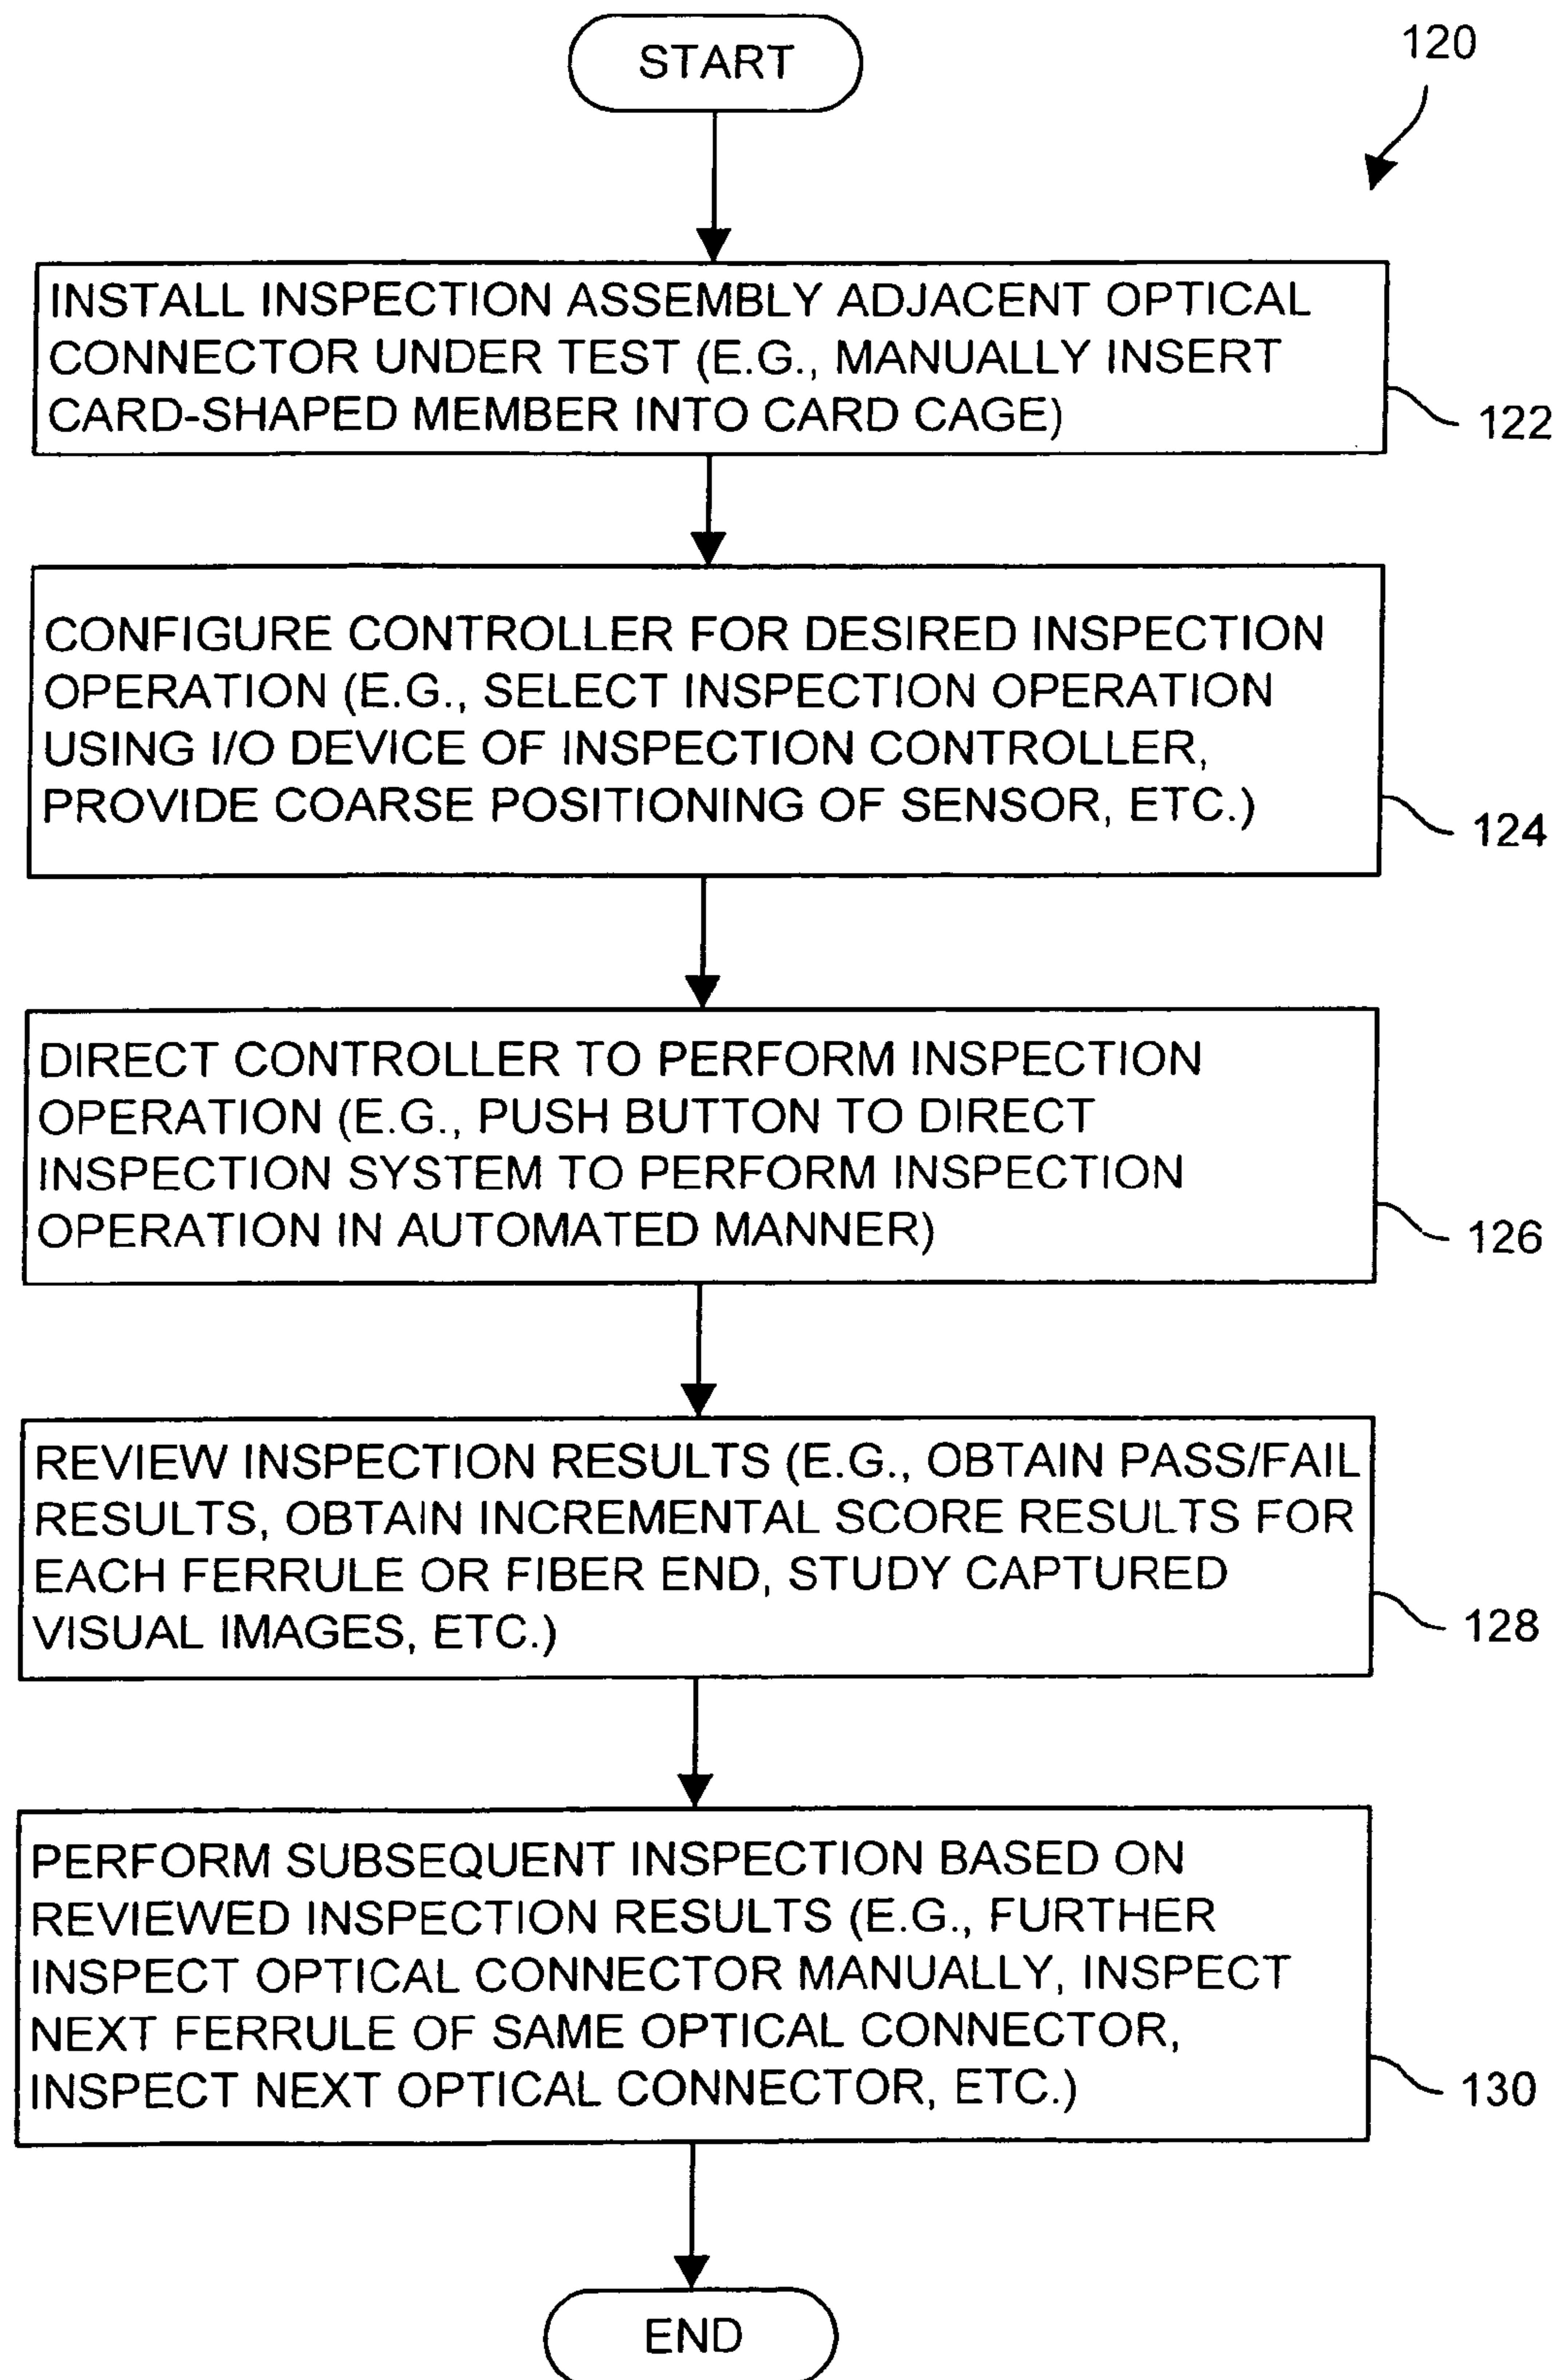 START
120
INSTALL INSPECTION ASSEMBLY ADJACENT OPTICAL
CONNECTOR UNDER TEST (E.G., MANUALLY INSERT
CARD-SHAPED MEMBER INTO CARD CAGE)
122
CONFIGURE CONTROLLER FOR DESIRED INSPECTION
OPERATION (E.G., SELECT INSPECTION OPERATION
USING I/O DEVICE OF INSPECTION CONTROLLER,
PROVIDE COARSE POSITIONING OF SENSOR, ETC.)
124
DIRECT CONTROLLER TO PERFORM INSPECTION
OPERATION (E.G., PUSH BUTTON TO DIRECT
INSPECTION SYSTEM TO PERFORM INSPECTION
OPERATION IN AUTOMATED MANNER)
126
REVIEW INSPECTION RESULTS (E.G., OBTAIN PASS/FAIL
RESULTS, OBTAIN INCREMENTAL SCORE RESULTS FOR
EACH FERRULE OR FIBER END, STUDY CAPTURED
VISUAL IMAGES, ETC.)
128
PERFORM SUBSEQUENT INSPECTION BASED ON
REVIEWED INSPECTION RESULTS (E.G., FURTHER
INSPECT OPTICAL CONNECTOR MANUALLY, INSPECT
NEXT FERRULE OF SAME OPTICAL CONNECTOR,
INSPECT NEXT OPTICAL CONNECTOR, ETC.)
130
END